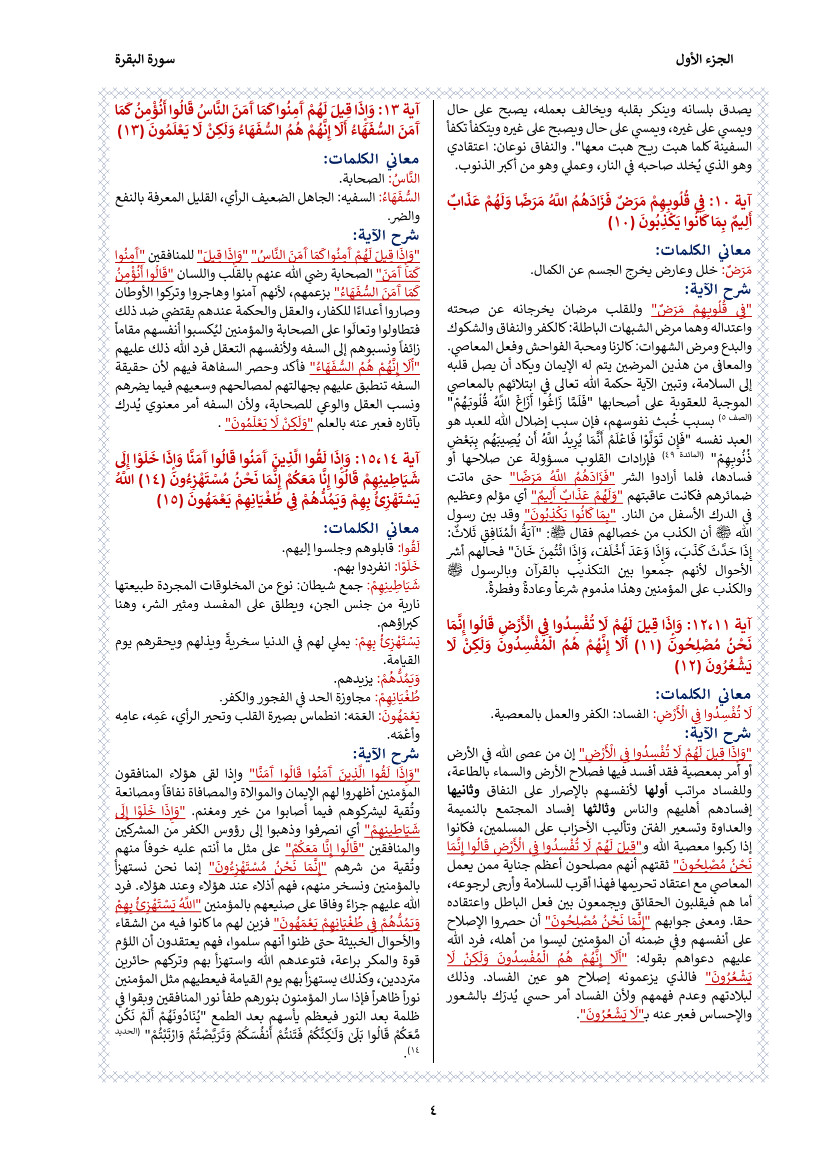 الجزء الأول
سورة البقرة
يصدق بلسانه وينكر بقلبه ويخالف بعمله، يصبح على حال
ويمسي على غيره، ويمسي على حال ويصبح على غيره ويتكفأ تكفأ
السفينة كلما هبت ريح هبت معها". والنفاق نوعان: اعتقادي
وهو الذي يُخلد صاحبه في النار، وعملي وهو من أكبر الذنوب.
آية ١٠: فِي قُلُوبِهِمْ مَرَضٌ فَزَادَهُمُ اللَّهُ مَرَضًا وَلَهُمْ عَذَابٌ
أَلِيمٌ بِمَا كَانُوا يَكْذِبُونَ (١٠)
معاني الكلمات:
مَرَضٌ: خلل وعارض يخرج الجسم عن الكمال.
شرح الآية:
"فِي قُلُوبِهِمْ مَرَضٌ" وللقلب مرضان يخرجانه عن صحته
واعتداله وهما مرض الشبهات الباطلة: كالكفر والنفاق والشكوك
والبدع ومرض الشهوات: كالزنا ومحبة الفواحش وفعل المعاصي.
والمعافى من هذين المرضين يتم له الإيمان ويكاد أن يصل قلبه
إلى السلامة، وتبين الآية حكمة الله تعالى في ابتلائهم بالمعاصي
الموجبة للعقوبة على أصحابها "فَلَمَّا زَاغُوا أَزَاغَ اللَّهُ قُلُوبَهُمْ"
(الصف ٥) بسبب خُبث نفوسهم، فإن سبب إضلال الله للعبد هو
العبد نفسه "فَإِن تَوَلَّوْا فَاعْلَمْ أَنَّمَا يُرِيدُ اللَّهُ أَن يُصِيبَهُم بِبَعْضِ
ذُنُوبِهِمْ" (المائدة ٤٩) فإرادات القلوب مسؤولة عن صلاحها أو
فسادها، فلما أرادوا الشر "فَزَادَهُمُ اللَّهُ مَرَضًا" حتى ماتت
ضمائرهم فكانت عاقبتهم "وَلَهُمْ عَذَابٌ أَلِيمٌ" أي مؤلم وعظيم
في الدرك الأسفل من النار. "بِمَا كَانُوا يَكْذِبُونَ" وقد بين رسول
الله ﷺ أن الكذب من خصالهم فقال ﷺ: "آيَةُ الْمُنَافِقِ ثَلَاثٌ:
إِذَا حَدَّثَ كَذَبَ، وَإِذَا وَعَدَ أَخْلَفَ، وَإِذَا ائْتُمِنَ خَانَ" فحالهم أشر
الأحوال لأنهم جمعوا بين التكذيب بالقرآن وبالرسول ﷺ
والكذب على المؤمنين وهذا مذموم شرعاً وعادةً وفطرةً.
آية ١٢،١١: وَإِذَا قِيلَ لَهُمْ لَا تُفْسِدُوا فِي الْأَرْضِ قَالُوا إِنَّمَا
نَحْنُ مُصْلِحُونَ (١١) أَلَا إِنَّهُمْ هُمُ الْمُفْسِدُونَ وَلَكِنْ لَا
يَشْعُرُونَ (١٢)
معاني الكلمات:
لَا تُفْسِدُوا فِي الْأَرْضِ: الفساد: الكفر والعمل بالمعصية.
شرح الآية:
"وَإِذَا قِيلَ لَهُمْ لَا تُفْسِدُوا فِي الْأَرْضِ" إن من عصى الله في الأرض
أو أمر بمعصية فقد أفسد فيها فصلاح الأرض والسماء بالطاعة،
وللفساد مراتب أولها لأنفسهم بالإصرار على النفاق وثانيها
إفسادهم أهليهم والناس وثالثها إفساد المجتمع بالنميمة
والعداوة وتسعير الفتن وتأليب الأحزاب على المسلمين، فكانوا
إذا ركبوا معصية الله و"قِيلَ لَهُمْ لَا تُفْسِدُوا فِي الْأَرْضِ قَالُوا إِنَّمَا
نَحْنُ مُصْلِحُونَ" ثقتهم أنهم مصلحون أعظم جناية ممن يعمل
المعاصي مع اعتقاد تحريمها فهذا أقرب للسلامة وأرجى لرجوعه،
أما هم فيقلبون الحقائق ويجمعون بين فعل الباطل واعتقاده
حقا. ومعنى جوابهم "إِنَّمَا نَحْنُ مُصْلِحُونَ" أن حصروا الإصلاح
على أنفسهم وفي ضمنه أن المؤمنين ليسوا من أهله، فرد الله
عليهم دعواهم بقوله: "أَلَا إِنَّهُمْ هُمُ الْمُفْسِدُونَ وَلَكِنْ لَا
يَشْعُرُونَ" فالذي يزعمونه إصلاح هو عين الفساد. وذلك
لبلادتهم وعدم فهمهم ولأن الفساد أمر حسي يُدرَك بالشعور
والإحساس فعبر عنه بـ"لَا يَشْعُرُونَ".
آية ١٣: وَإِذَا قِيلَ لَهُمْ آمِنُوا كَمَا آمَنَ النَّاسُ قَالُوا أَنُؤْمِنُ كَمَا
آمَنَ السُّفَهَاءُ أَلَا إِنَّهُمْ هُمُ السُّفَهَاءُ وَلَكِنْ لَا يَعْلَمُونَ (١٣)
معاني الكلمات:
النَّاسُ: الصحابة.
السُّفَهَاءُ: السفيه: الجاهل الضعيف الرأي، القليل المعرفة بالنفع
والضر.
شرح الآية:
"وَإِذَا قِيلَ لَهُمْ آمِنُوا كَمَا آمَنَ النَّاسُ" "وَإِذَا قِيلَ" للمنافقين "آمِنُوا
كَمَا آمَنَ" الصحابة رضي الله عنهم بالقلب واللسان "قَالُوا أَنُؤْمِنُ
كَمَا آمَنَ السُّفَهَاءُ" بزعمهم، لأنهم آمنوا وهاجروا وتركوا الأوطان
وصاروا أعداءًا للكفار، والعقل والحكمة عندهم يقتضي ضد ذلك
فتطاولوا وتعالَوا على الصحابة والمؤمنين ليُكسبوا أنفسهم مقاماً
زائفاً ونسبوهم إلى السفه ولأنفسهم التعقل فرد الله ذلك عليهم
"أَلَا إِنَّهُمْ هُمُ السُّفَهَاءُ" فأكد وحصر السفاهة فيهم لأن حقيقة
السفه تنطبق عليهم بجهالتهم لمصالحهم وسعيهم فيما يضرهم
ونسب العقل والوعي للصحابة، ولأن السفه أمر معنوي يُدرك
بآثاره فعبر عنه بالعلم "وَلَكِنْ لَا يَعْلَمُونَ" .
آية ١٥،١٤: وَإِذَا لَقُوا الَّذِينَ آمَنُوا قَالُوا آمَنَّا وَإِذَا خَلَوْا إِلَى
شَيَاطِينِهِمْ قَالُوا إِنَّا مَعَكُمْ إِنَّمَا نَحْنُ مُسْتَهْزِءُونَ (١٤) اللَّهُ
يَسْتَهْزِئُ بِهِمْ وَيَمُدُّهُمْ فِي طُغْيَانِهِمْ يَعْمَهُونَ (١٥)
معاني الكلمات:
لَقُوا: قابلوهم وجلسوا إليهم.
خَلَوْا: انفردوا بهم.
شَيَاطِينِهِمْ: جمع شيطان: نوع من المخلوقات المجردة طبيعتها
نارية من جنس الجن، ويطلق على المفسد ومثير الشر، وهنا
كبراؤهم.
يَسْتَهْزِئُ بِهِمْ: يملي لهم في الدنيا سخريةً ويذلهم ويحقرهم يوم
القيامة.
وَيَمُدُّهُمْ: يزيدهم.
طُغْيَانِهِمْ: مجاوزة الحد في الفجور والكفر.
يَعْمَهُونَ: العَمَه: انطماس بصيرة القلب وتحير الرأي، عَمِه، عامِه
وأعْمَه.
شرح الآية:
"وَإِذَا لَقُوا الَّذِينَ آمَنُوا قَالُوا آمَنَّا" وإذا لقى هؤلاء المنافقون
المؤمنين أظهروا لهم الإيمان والموالاة والمصافاة نفاقاً ومصانعة
وتُقية ليشركوهم فيما أصابوا من خير ومغنم. "وَإِذَا خَلَوْا إِلَى
شَيَاطِينِهِمْ" أي انصرفوا وذهبوا إلى رؤوس الكفر من المشركين
والمنافقين "قَالُوا إِنَّا مَعَكُمْ" على مثل ما أنتم عليه خوفاً منهم
وتُقية من شرهم "إِنَّمَا نَحْنُ مُسْتَهْزِءُونَ" إنما نحن نستهزأ
بالمؤمنين ونسخر منهم، فهم أذلاء عند هؤلاء وعند هؤلاء. فرد
الله عليهم جزاءً وفاقا على صنيعهم بالمؤمنين "اللَّهُ يَسْتَهْزِئُ بِهِمْ
وَيَمُدُّهُمْ فِي طُغْيَانِهِمْ يَعْمَهُونَ" فزين لهم ما كانوا فيه من الشقاء
والأحوال الخبيثة حتى ظنوا أنهم سلموا، فهم يعتقدون أن اللؤم
قوة والمكر براعة، فتوعدهم الله واستهزأ بهم وتركهم حائرين
مترددين، وكذلك يستهزأ بهم يوم القيامة فيعطيهم مثل المؤمنين
نوراً ظاهراً فإذا سار المؤمنون بنورهم طفأ نور المنافقين وبقوا في
ظلمة بعد النور فيعظم يأسهم بعد الطمع "يُنَادُونَهُمْ أَلَمْ نَكُن
مَّعَكُمْ قَالُوا بَلَىٰ وَلَٰكِنَّكُمْ فَتَنتُمْ أَنفُسَكُمْ وَتَرَبَّصْتُمْ وَارْتَبْتُمْ" (الحديد
١٤).
٤